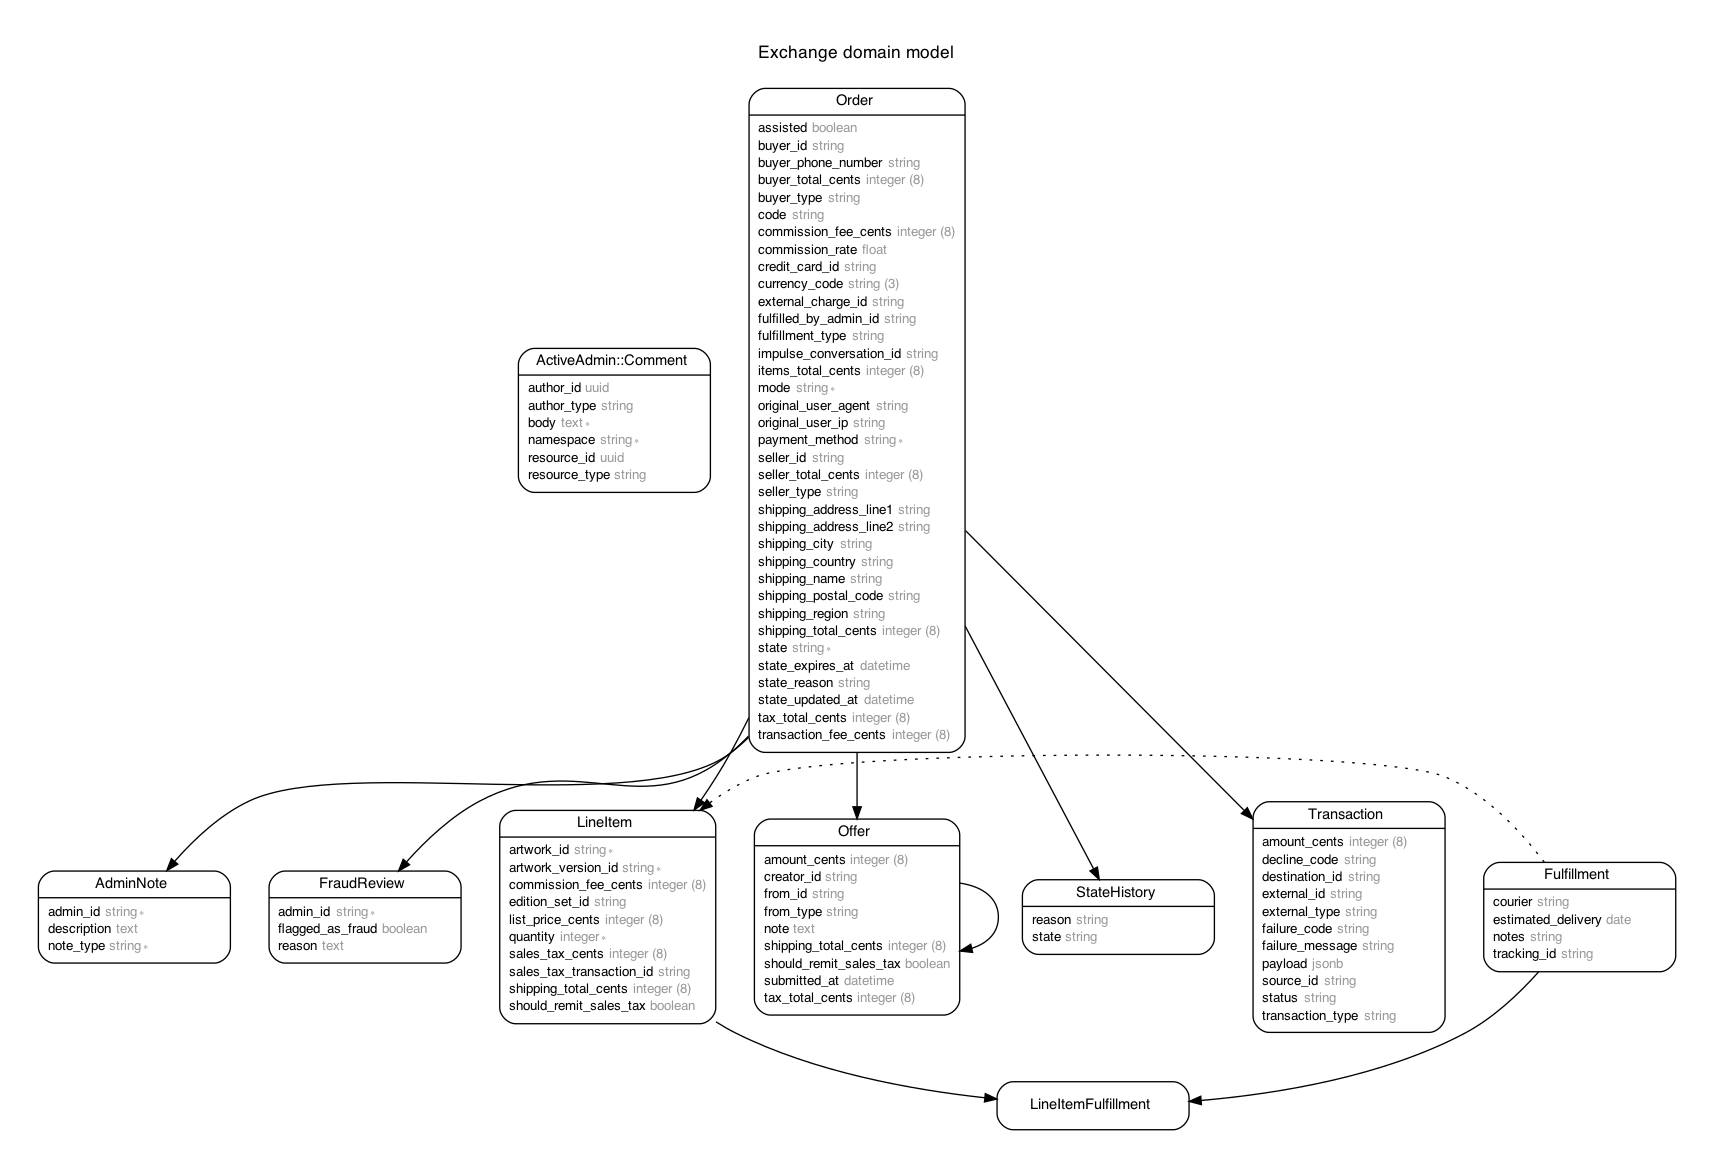 Exchange domain model
Order
assisted boolean
buyer_id string
buyer_phone_number string
buyer_total_cents integer (8)
buyer_type string
code string
commission_fee_cents integer (8)
commission_rate float
credit_card_id string
currency_code string (3)
external_charge_id string
fulfilled_by_admin_id string
fulfillment_type string
impulse_conversation_id string
items_total_cents integer (8)
mode string*
original_user_agent string
original_user_ip string
payment_method string*
seller_id string
seller_total_cents integer (8)
seller_type string
shipping_address_line1 string
shipping_address_line2 string
shipping_city string
shipping_country string
shipping_name string
shipping_postal_code string
shipping_region string
shipping_total_cents integer (8)
state string*
state_expires_at datetime
state_reason string
state_updated_at datetime
tax_total_cents integer (8)
transaction_fee_cents integer (8)
ActiveAdmin::Comment
author_id uuid
author_type string
body text*
namespace string*
resource_id uuid
resource_type string
AdminNote
admin_id string*
description text
note_type string*
FraudReview
admin_id string*
flagged_as_fraud boolean
reason text
LineItem
artwork_id string*
artwork_version_id string*
commission_fee_cents integer (8)
edition_set_id string
list_price_cents integer (8)
quantity integer*
sales_tax_cents integer (8)
sales_tax_transaction_id string
shipping_total_cents integer (8)
should_remit_sales_tax boolean
Offer
amount_cents integer (8)
creator_id string
from_id string
from_type string
note text
shipping_total_cents integer (8)
should_remit_sales_tax boolean
submitted_at datetime
tax_total_cents integer (8)
StateHistory
reason string
state string
Transaction
amount_cents integer (8)
decline_code string
destination_id string
external_id string
external_type string
failure_code string
failure_message string
payload jsonb
source_id string
status string
transaction_type string
Fulfillment
courier string
estimated_delivery date
notes string
tracking_id string
LineItemFulfillment